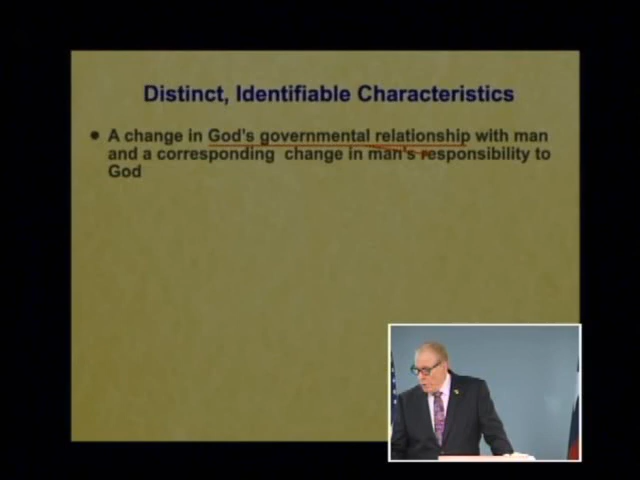 Distinct, Identifiable Characteristics
• A change in God's governmental relationship with man
and a corresponding change in man's responsibility to
God